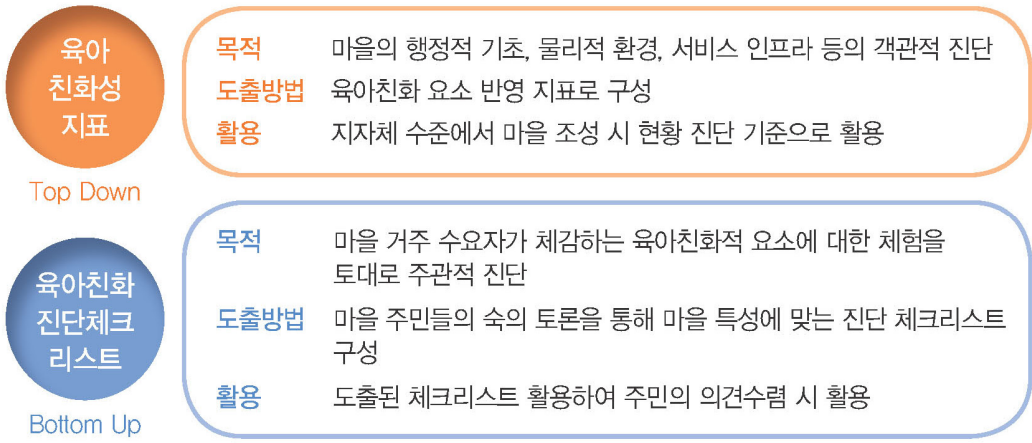 육아
친화성
지표
Top Down
목적 마을의 행정적 기초, 물리적 환경, 서비스 인프라 등의 객관적 진단
도출방법 육아친화 요소 반영 지표로 구성
활용 지자체 수준에서 마을 조성 시 현황 진단 기준으로 활용
육아친화
진단체크
리스트
Bottom Up
목적 마을 거주 수요자가 체감하는 육아친화적 요소에 대한 체험을
토대로 주관적 진단
도출방법 마을 주민들의 숙의 토론을 통해 마을 특성에 맞는 진단 체크리스트
구성
활용 도출된 체크리스트 활용하여 주민의 의견수렴 시 활용